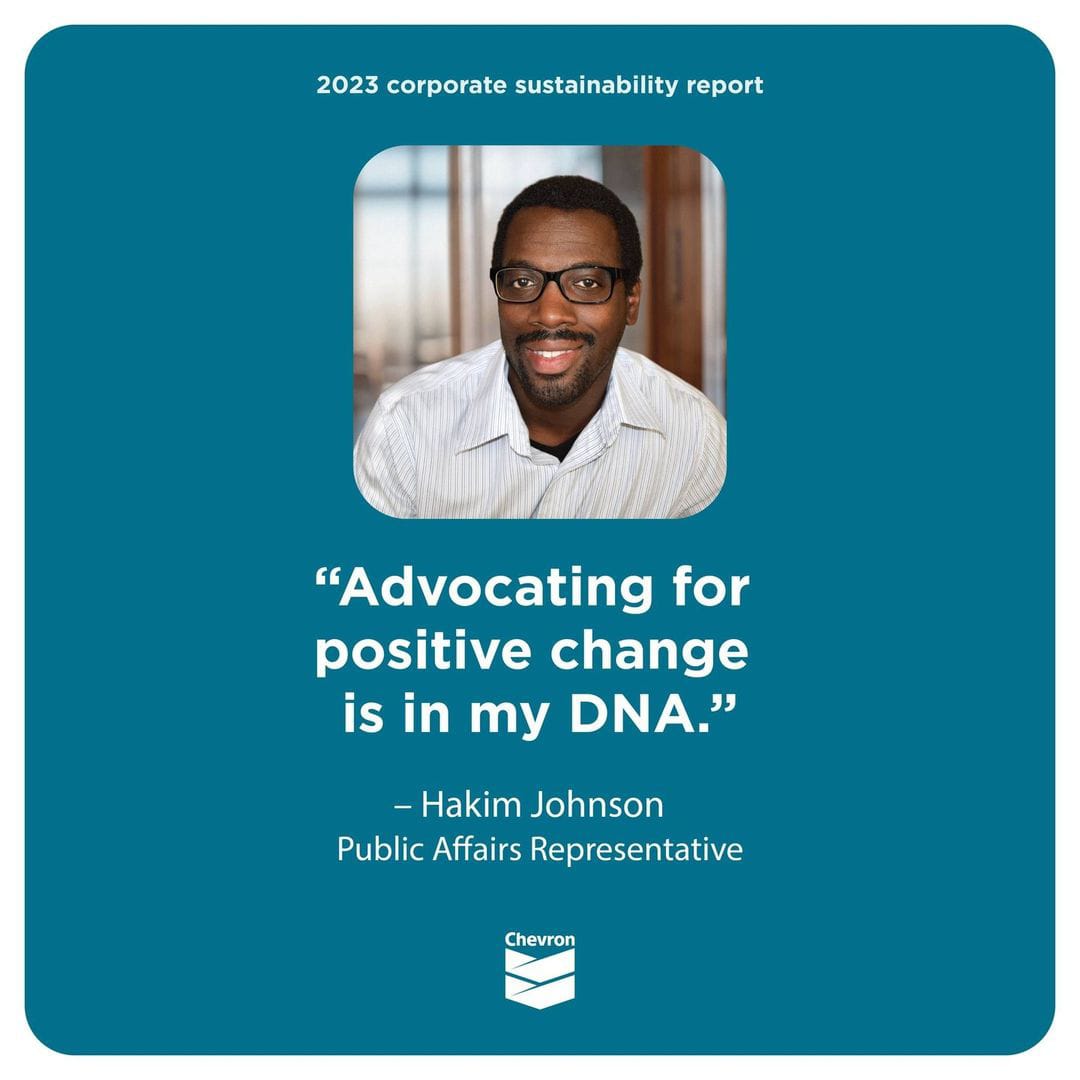 2023 corporate sustainability report
“Advocating for
positive change
is in my DNA.”
– Hakim Johnson
Public Affairs Representative
Chevron